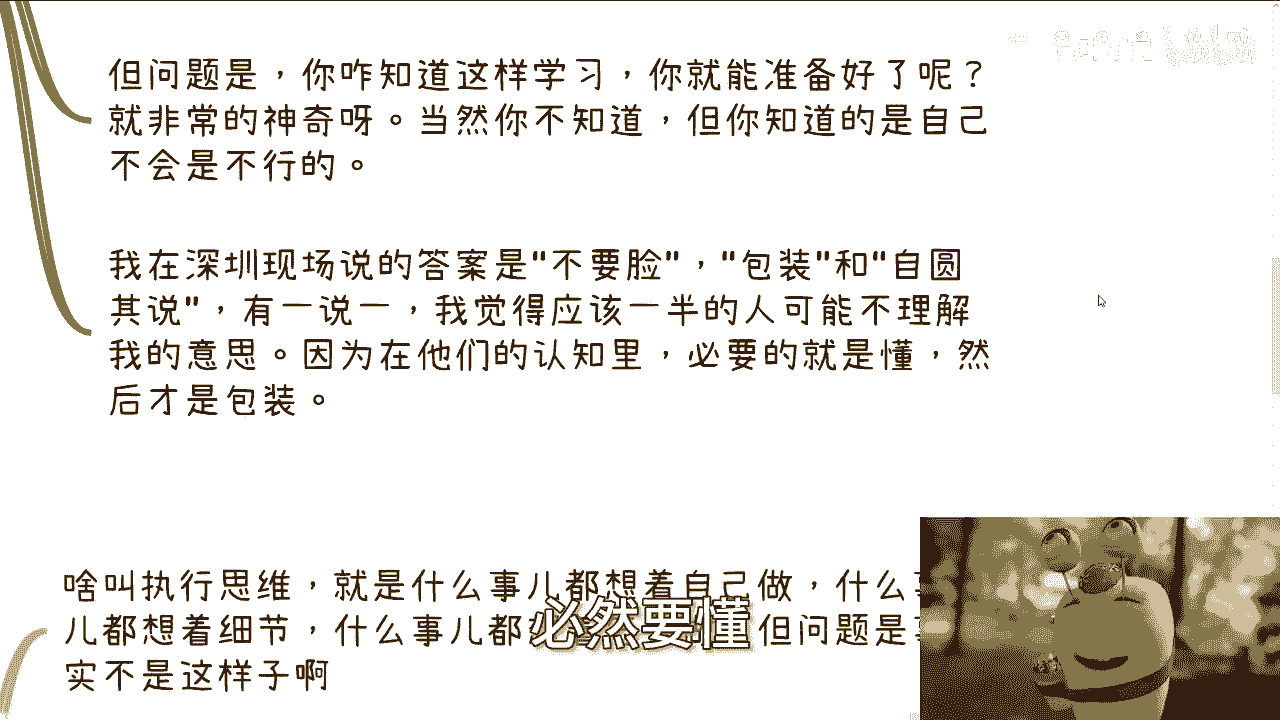 但问题是，你咋知道这样学习，你就能准备好了呢？
就非常的神奇呀。当然你不知道，但你知道的是自己
不会是不行的。
我在深圳现场说的答案是"不要脸"，"包装"和"自圆
其说"，有一说一，我觉得应该一半的人可能不理解
我的意思。因为在他们的认知里，必要的就是懂，然
后才是包装。
啥叫执行思维，就是什么事儿都想着自己做，什么
儿都想着细节，什么事儿都 但问题是
实不是这样子啊
必然要懂